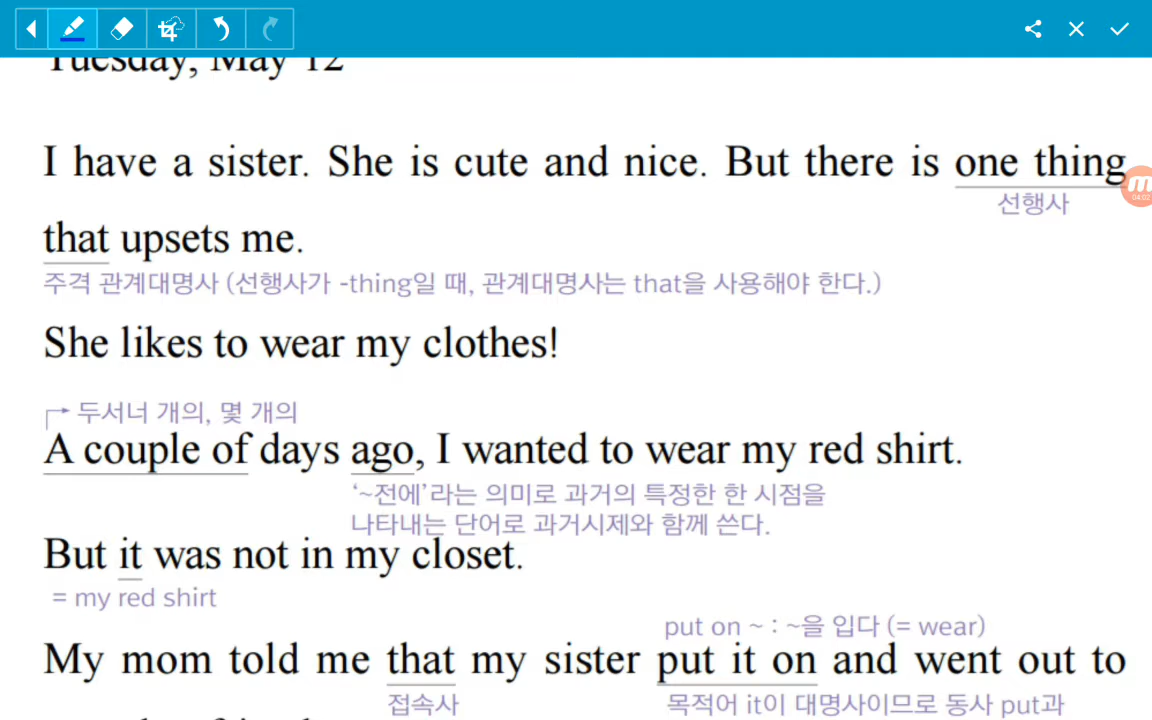 Tuesday, May 12
I have a sister. She is cute and nice. But there is one thing
선행사
that upsets me.
주격 관계대명사 (선행사가 -thing일 때, 관계대명사는 that을 사용해야 한다.)
She likes to wear my clothes!
두서너 개의, 몇 개의
A couple of days ago, I wanted to wear my red shirt.
‘~전에’라는 의미로 과거의 특정한 한 시점을
나타내는 단어로 과거시제와 함께 쓴다.
But it was not in my closet.
= my red shirt
put on ~ : ~을 입다 (= wear)
My mom told me that my sister put it on and went out to
접속사
목적어 it이 대명사이므로 동사 put과
04:02